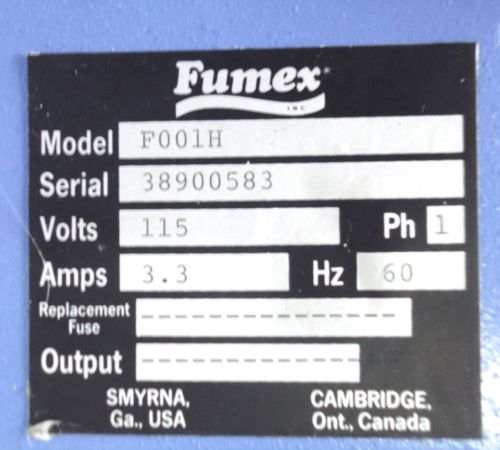 Fumex
INC
Model F001H
Serial 38900583
Volts 115 Ph 1
Amps 3.3 Hz 60
Replacement
Fuse ---------------
Output ---------------
SMYRNA, CAMBRIDGE,
Ga., USA Ont., Canada